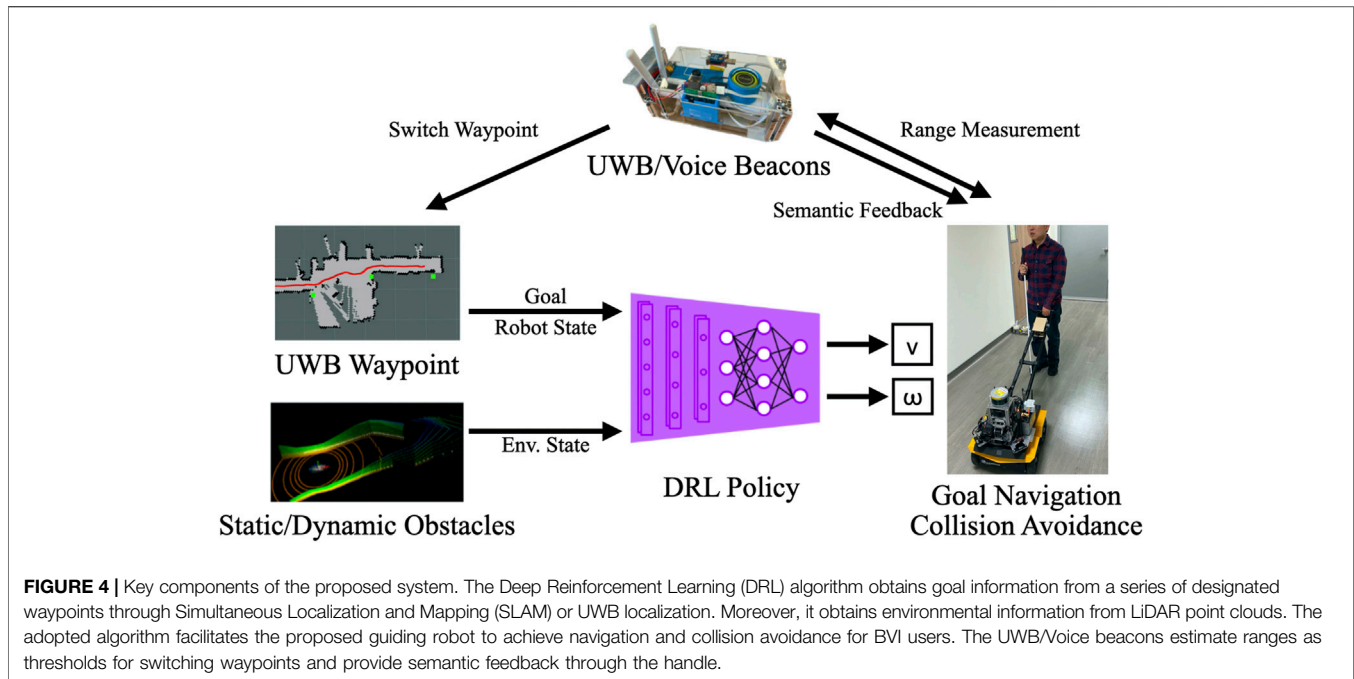 Switch Waypoint
Range Measurement
UWB/Voice Beacons
Semantic Feedback
Goal
Robot State
v
UWB Waypoint
ω
Env. State
DRL Policy
Goal Navigation
Collision Avoidance
Static/Dynamic Obstacles
FIGURE 4 | Key components of the proposed system. The Deep Reinforcement Learning (DRL) algorithm obtains goal information from a series of designated
waypoints through Simultaneous Localization and Mapping (SLAM) or UWB localization. Moreover, it obtains environmental information from LiDAR point clouds. The
adopted algorithm facilitates the proposed guiding robot to achieve navigation and collision avoidance for BVI users. The UWB/Voice beacons estimate ranges as
thresholds for switching waypoints and provide semantic feedback through the handle.